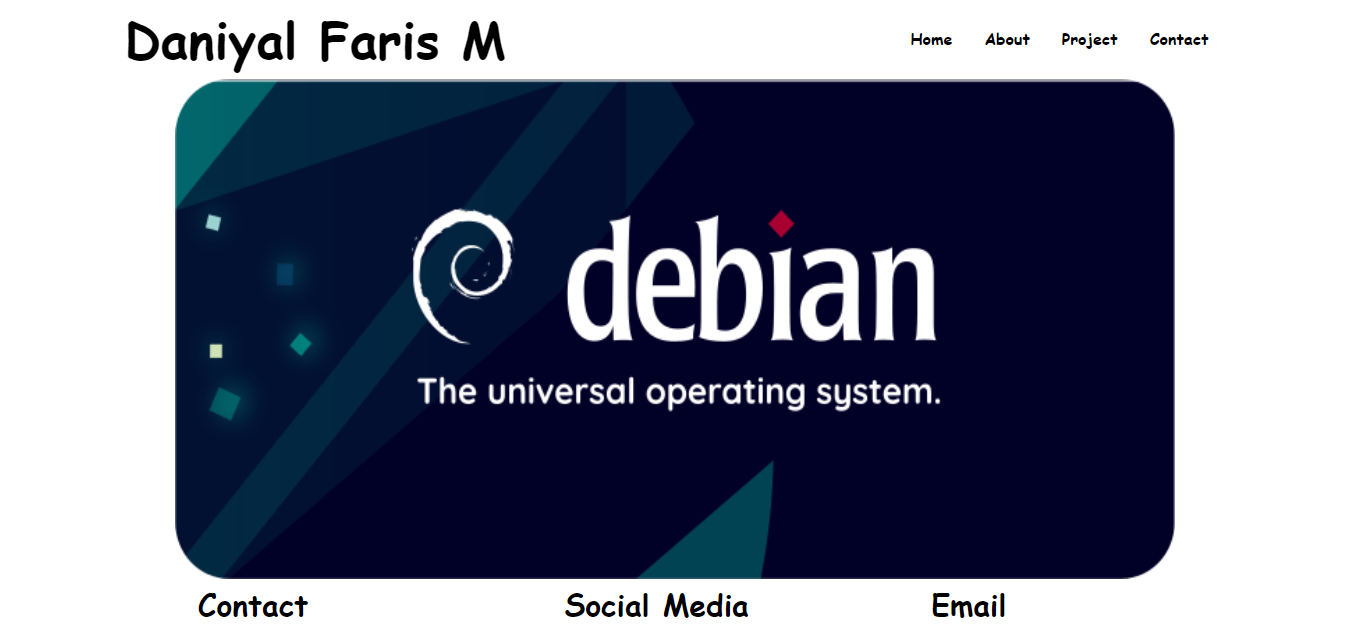 Daniyal Faris M
Home About Project Contact
debian
The universal operating system.
Contact Social Media Email